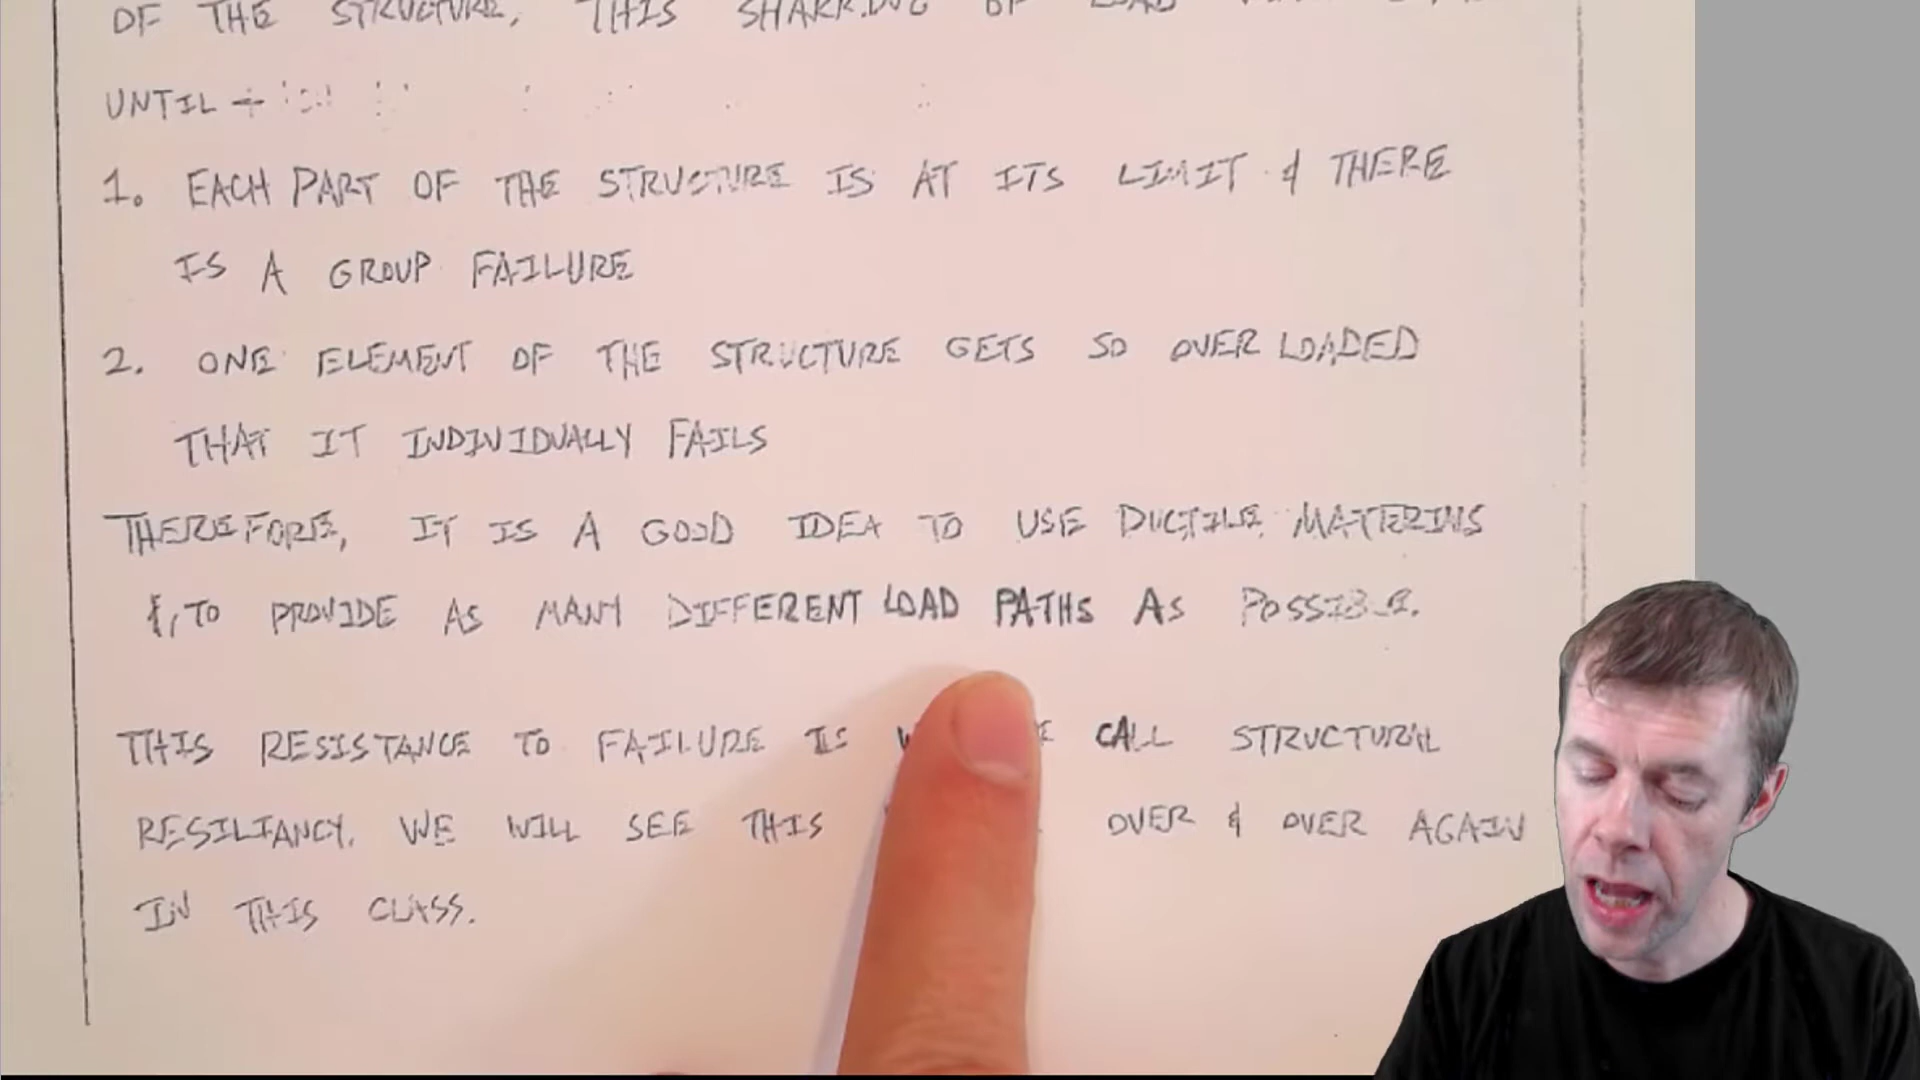 OF THE STRUCTURE, THIS SHARRING OF LOAD
UNTIL
1. EACH PART OF THE STRUCTURE IS AT ITS LIMIT & THERE
IS A GROUP FAILURE
2. ONE ELEMENT OF THE STRUCTURE GETS SO OVER LOADED
THAT IT INDIVIDUALLY FAILS
THEREFORE, IT IS A GOOD IDEA TO USE DUCTILE MATERIALS
&, TO PROVIDE AS MANY DIFFERENT LOAD PATHS AS POSSIBLE.
THIS RESISTANCE TO FAILURE IS CALL STRUCTURAL
RESILIANCY. WE WILL SEE THIS OVER & OVER AGAIN
IN THIS CLASS.